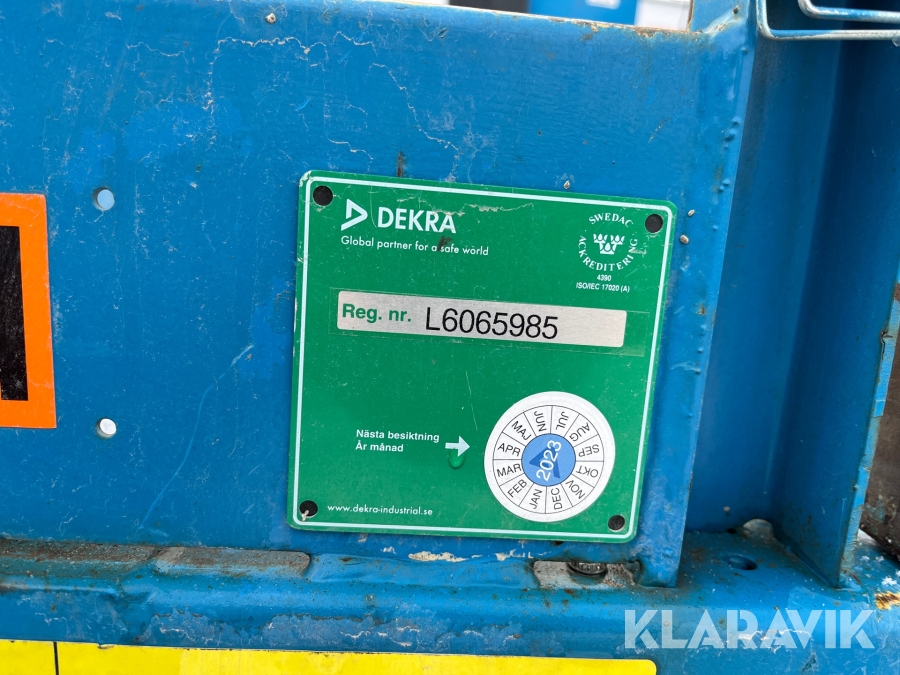 DEKRA
Global partner for a safe world
SWEDAC
ACKREDITERING
4390
ISO/IEC 17020 (A)
Reg. nr. L6065985
Nästa besiktning
År månad
JAN FEB MAR APR MAJ JUN JUL AUG SEP OKT NOV DEC
2023
www.dekra-industrial.se
KLARAVIK